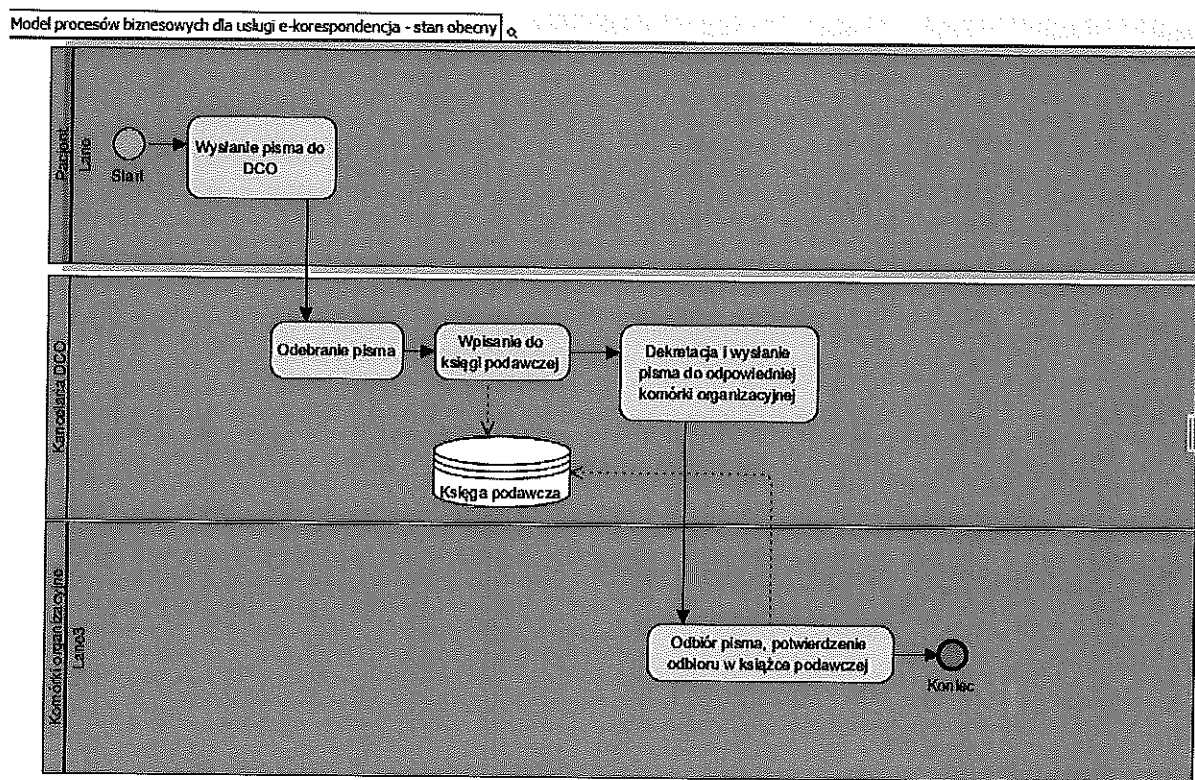 Model procesów biznesowych dla usługi e-korespondencja - stan obecny
Pacjent
Lane
Start
Wysłanie pisma do
DCO
Kancelaria DCO
Odebranie pisma
Wpisanie do
księgi podawczej
Dekretacja i wysłanie
pisma do odpowiedniej
komórki organizacyjnej
Księga podawcza
Komórki organizacyjne
Lane3
Odbiór pisma, potwierdzenie
odbioru w książce podawczej
Koniec